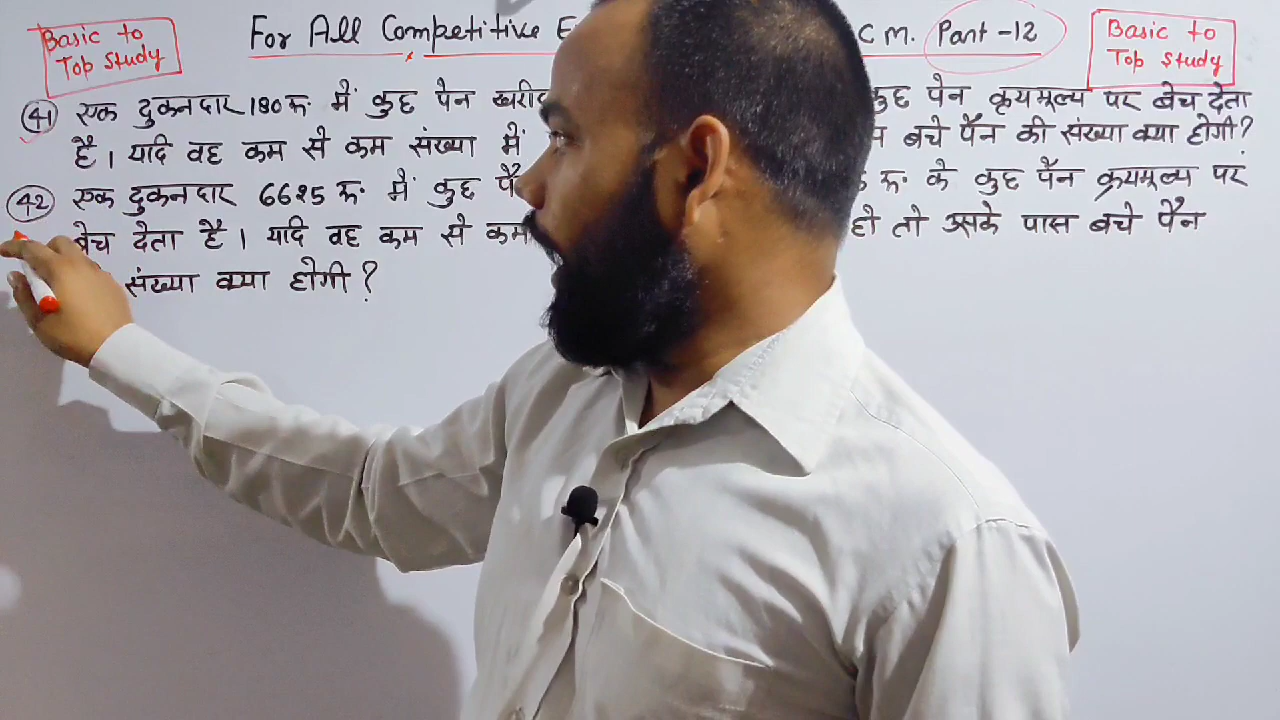 Basic to
Top Study
For All Competitive E
C M. Part -12
Basic to
Top Study
41 एक दुकनदार 180 रू. में कुछ पेन खरीद कुछ पेन क्रयमूल्य पर बेच देता
है। यदि वह कम से कम संख्या में बचे पैन की संख्या क्या होगी?
42 एक दुकनदार 6625 रू. में कुछ पै रू. के कुछ पैन क्रयमूल्य पर
बेच देता है। यदि वह कम से कम हो तो उसके पास बचे पैन
संख्या क्या होगी?